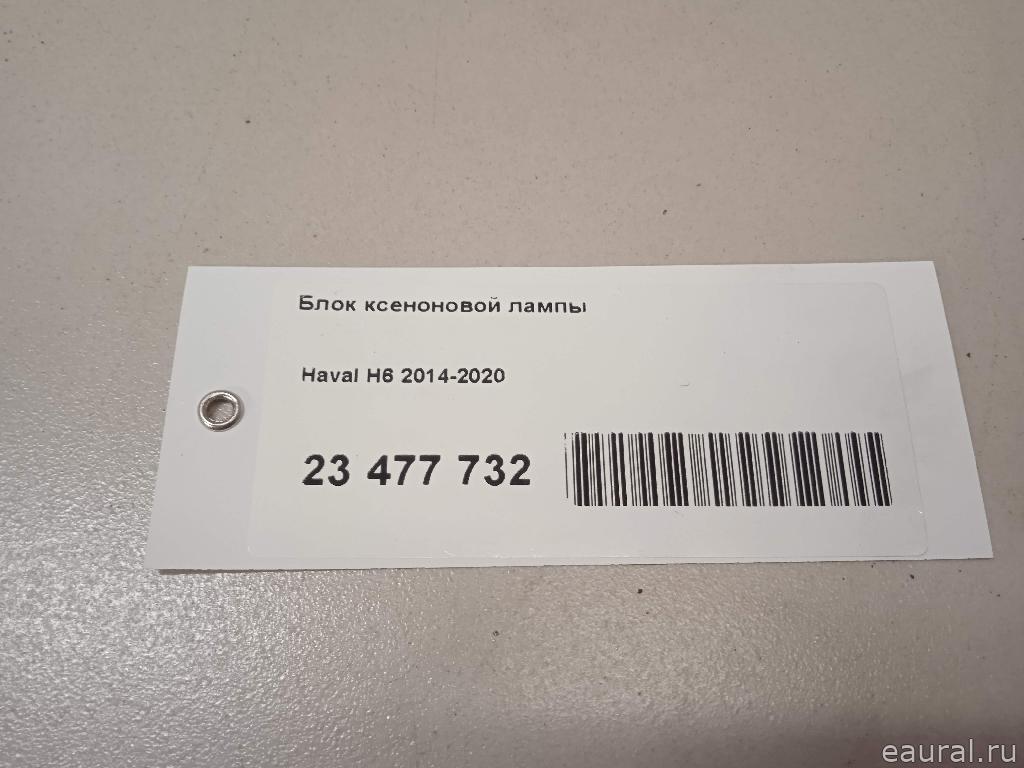 Блок ксеноновой лампы
Haval H6 2014-2020
23 477 732
eaural.ru